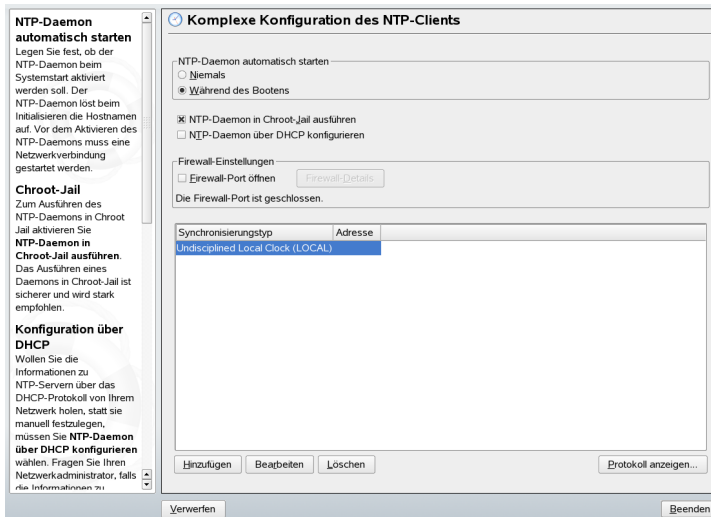 NTP-Daemon
automatisch starten
Legen Sie fest, ob der
NTP-Daemon beim
Systemstart aktiviert
werden soll. Der
NTP-Daemon löst beim
Initialisieren die Hostnamen
auf. Vor dem Aktivieren des
NTP-Daemons muss eine
Netzwerkverbindung
gestartet werden.
Chroot-Jail
Zum Ausführen des
NTP-Daemons in Chroot
Jail aktivieren Sie
NTP-Daemon in
Chroot-Jail ausführen.
Das Ausführen eines
Daemons in Chroot-Jail ist
sicherer und wird stark
empfohlen.
Konfiguration über
DHCP
Wollen Sie die
Informationen zu
NTP-Servern über das
DHCP-Protokoll von Ihrem
Netzwerk holen, statt sie
manuell festzulegen,
müssen Sie NTP-Daemon
über DHCP konfigurieren
wählen. Fragen Sie Ihren
Netzwerkadministrator, falls
die Informationen zu
Komplexe Konfiguration des NTP-Clients
NTP-Daemon automatisch starten
Niemals
Während des Bootens
NTP-Daemon in Chroot-Jail ausführen
NTP-Daemon über DHCP konfigurieren
Firewall-Einstellungen
Firewall-Port öffnen Firewall-Details
Die Firewall-Port ist geschlossen.
Synchronisierungstyp Adresse
Undisciplined Local Clock (LOCAL)
Hinzufügen Bearbeiten Löschen Protokoll anzeigen...
Verwerfen Beenden